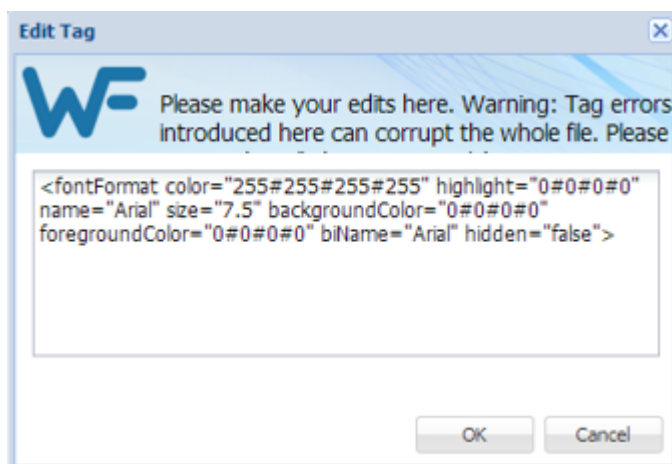 Edit Tag
WF
Please make your edits here. Warning: Tag errors
introduced here can corrupt the whole file. Please
<fontFormat color="255#255#255#255" highlight="0#0#0#0"
name="Arial" size="7.5" backgroundColor="0#0#0#0"
foregroundColor="0#0#0#0" biName="Arial" hidden="false">
OK
Cancel